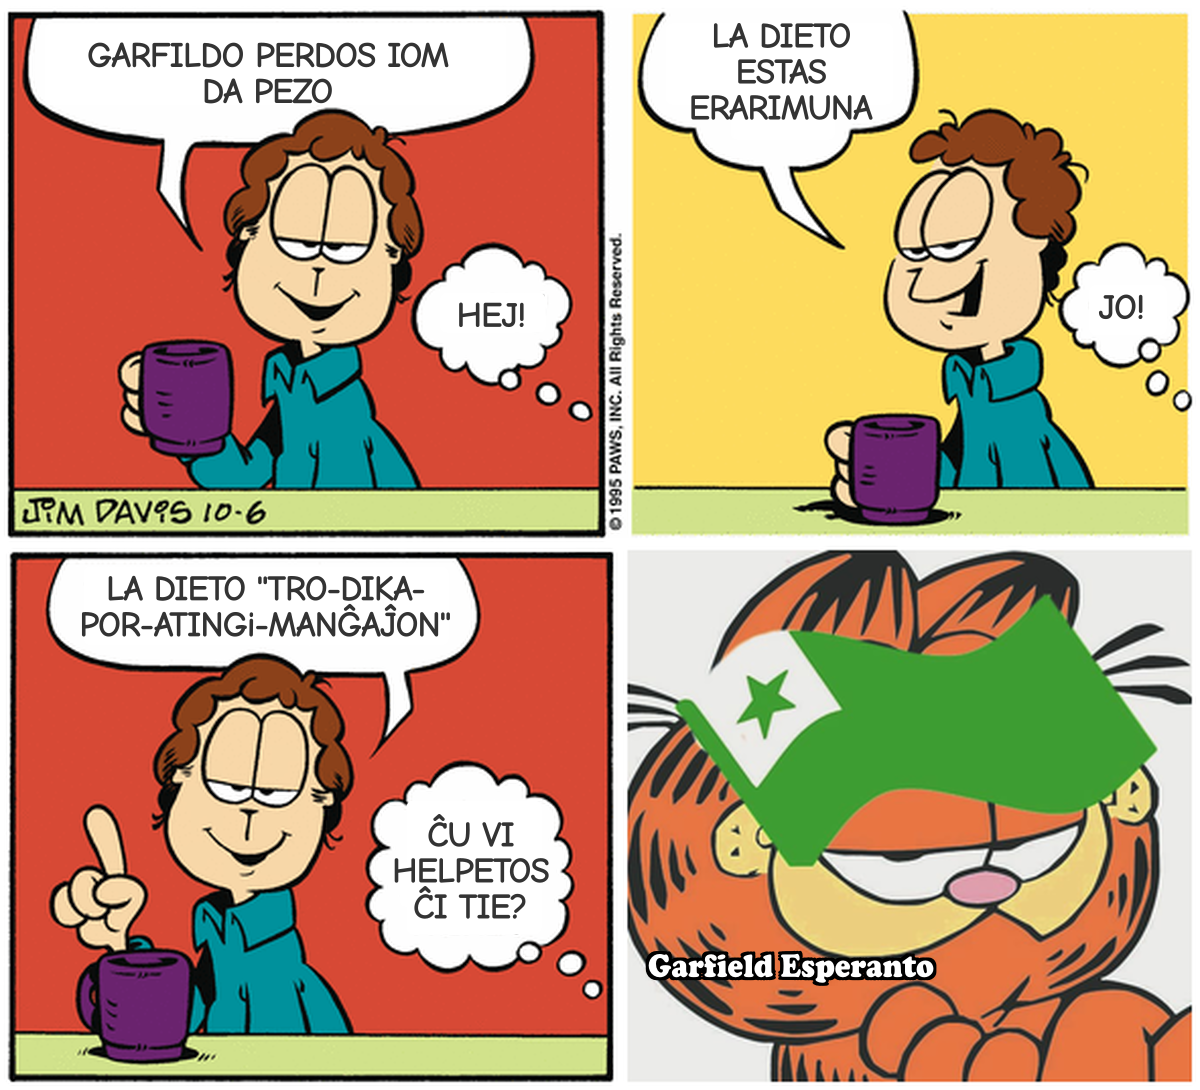 GARFILDO PERDOS IOM
DA PEZO
HEJ!
JIM DAVIS 10-6
© 1995 PAWS, INC. All Rights Reserved.
LA DIETO
ESTAS
ERARIMUNA
JO!
LA DIETO "TRO-DIKA-
POR-ATINGi-MANĜAĴON"
ĈU VI
HELPETOS
ĈI TIE?
Garfield Esperanto